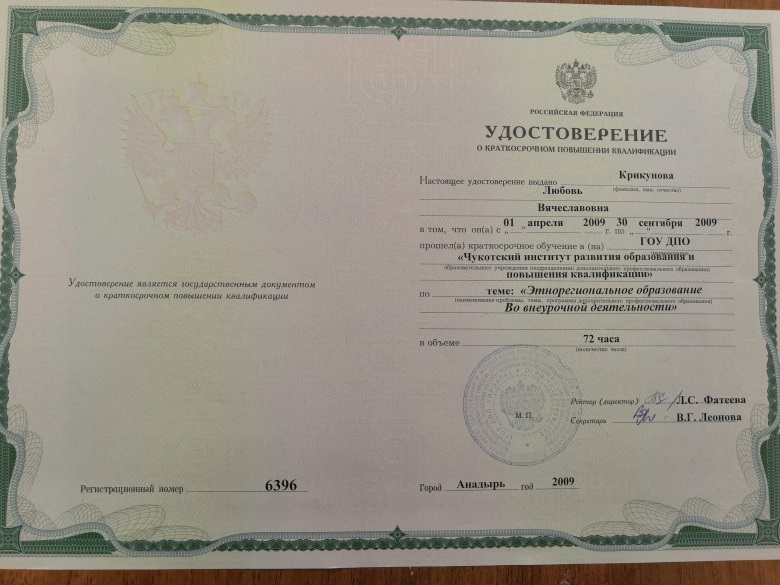 Удостоверение является государственным документом
о краткосрочном повышении квалификации
Регистрационный номер 6396
РОССИЙСКАЯ ФЕДЕРАЦИЯ
УДОСТОВЕРЕНИЕ
О КРАТКОСРОЧНОМ ПОВЫШЕНИИ КВАЛИФИКАЦИИ
Настоящее удостоверение выдано Крикунова
Любовь (фамилия, имя, отчество)
Вячеславовна
в том, что он(а) с „01“ апреля 2009 г. по „30“ сентября 2009 г.
прошел(а) краткосрочное обучение в (на) ГОУ ДПО
«Чукотский институт развития образования и
образовательного учреждения (подразделения) дополнительного профессионального образования)
повышения квалификации»
по теме: «Этнорегиональное образование
(наименование проблемы, темы, программы дополнительного профессионального образования)
Во внеурочной деятельности»
в объеме 72 часа
(количество часов)
Ректор (директор) Л.С. Фатеева
М. П.
Секретарь В.Г. Леонова
Город Анадырь год 2009